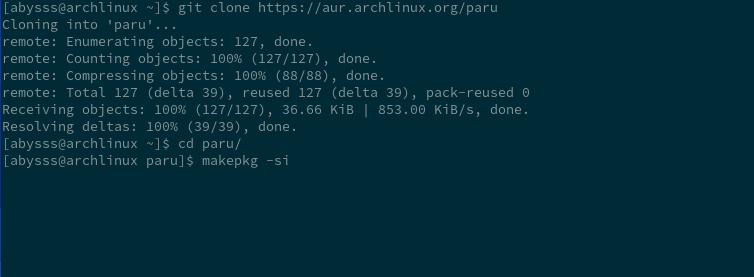 [abysss@archlinux ~]$ git clone https://aur.archlinux.org/paru
Cloning into 'paru'...
remote: Enumerating objects: 127, done.
remote: Counting objects: 100% (127/127), done.
remote: Compressing objects: 100% (88/88), done.
remote: Total 127 (delta 39), reused 127 (delta 39), pack-reused 0
Receiving objects: 100% (127/127), 36.66 KiB | 853.00 KiB/s, done.
Resolving deltas: 100% (39/39), done.
[abysss@archlinux ~]$ cd paru/
[abysss@archlinux paru]$ makepkg -si